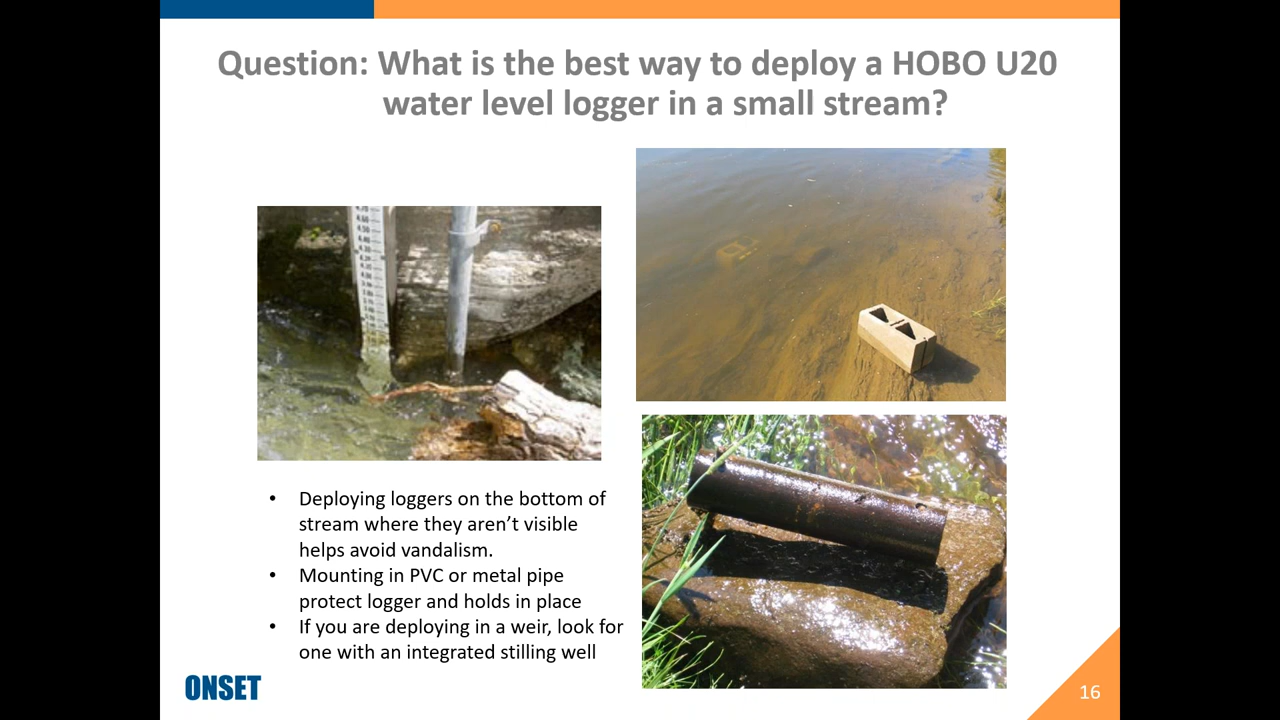 Question: What is the best way to deploy a HOBO U20
water level logger in a small stream?
• Deploying loggers on the bottom of
stream where they aren’t visible
helps avoid vandalism.
• Mounting in PVC or metal pipe
protect logger and holds in place
• If you are deploying in a weir, look for
one with an integrated stilling well
ONSET
16